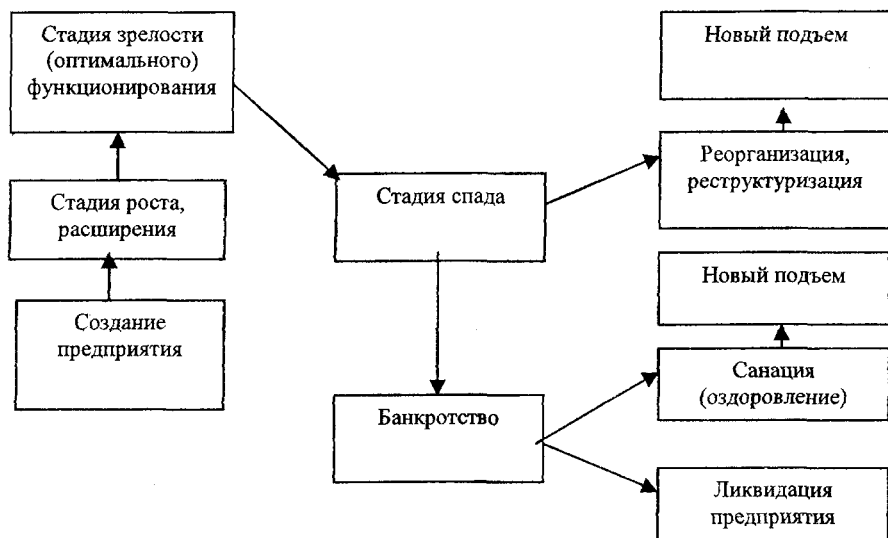 Стадия зрелости
(оптимального)
функционирования
Новый подъем
Реорганизация,
реструктуризация
Стадия роста,
расширения
Стадия спада
Новый подъем
Создание
предприятия
Санация
(оздоровление)
Банкротство
Ликвидация
предприятия